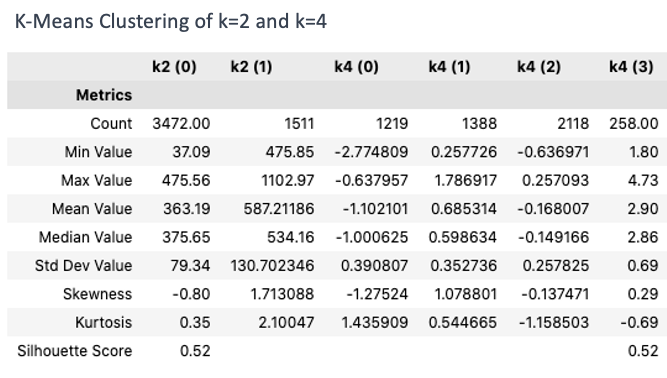 K-Means Clustering of k=2 and k=4
k2 (0) k2 (1) k4 (0) k4 (1) k4 (2) k4 (3)
Metrics
Count 3472.00 1511 1219 1388 2118 258.00
Min Value 37.09 475.85 -2.774809 0.257726 -0.636971 1.80
Max Value 475.56 1102.97 -0.637957 1.786917 0.257093 4.73
Mean Value 363.19 587.21186 -1.102101 0.685314 -0.168007 2.90
Median Value 375.65 534.16 -1.000625 0.598634 -0.149166 2.86
Std Dev Value 79.34 130.702346 0.390807 0.352736 0.257825 0.69
Skewness -0.80 1.713088 -1.27524 1.078801 -0.137471 0.29
Kurtosis 0.35 2.10047 1.435909 0.544665 -1.158503 -0.69
Silhouette Score 0.52 0.52